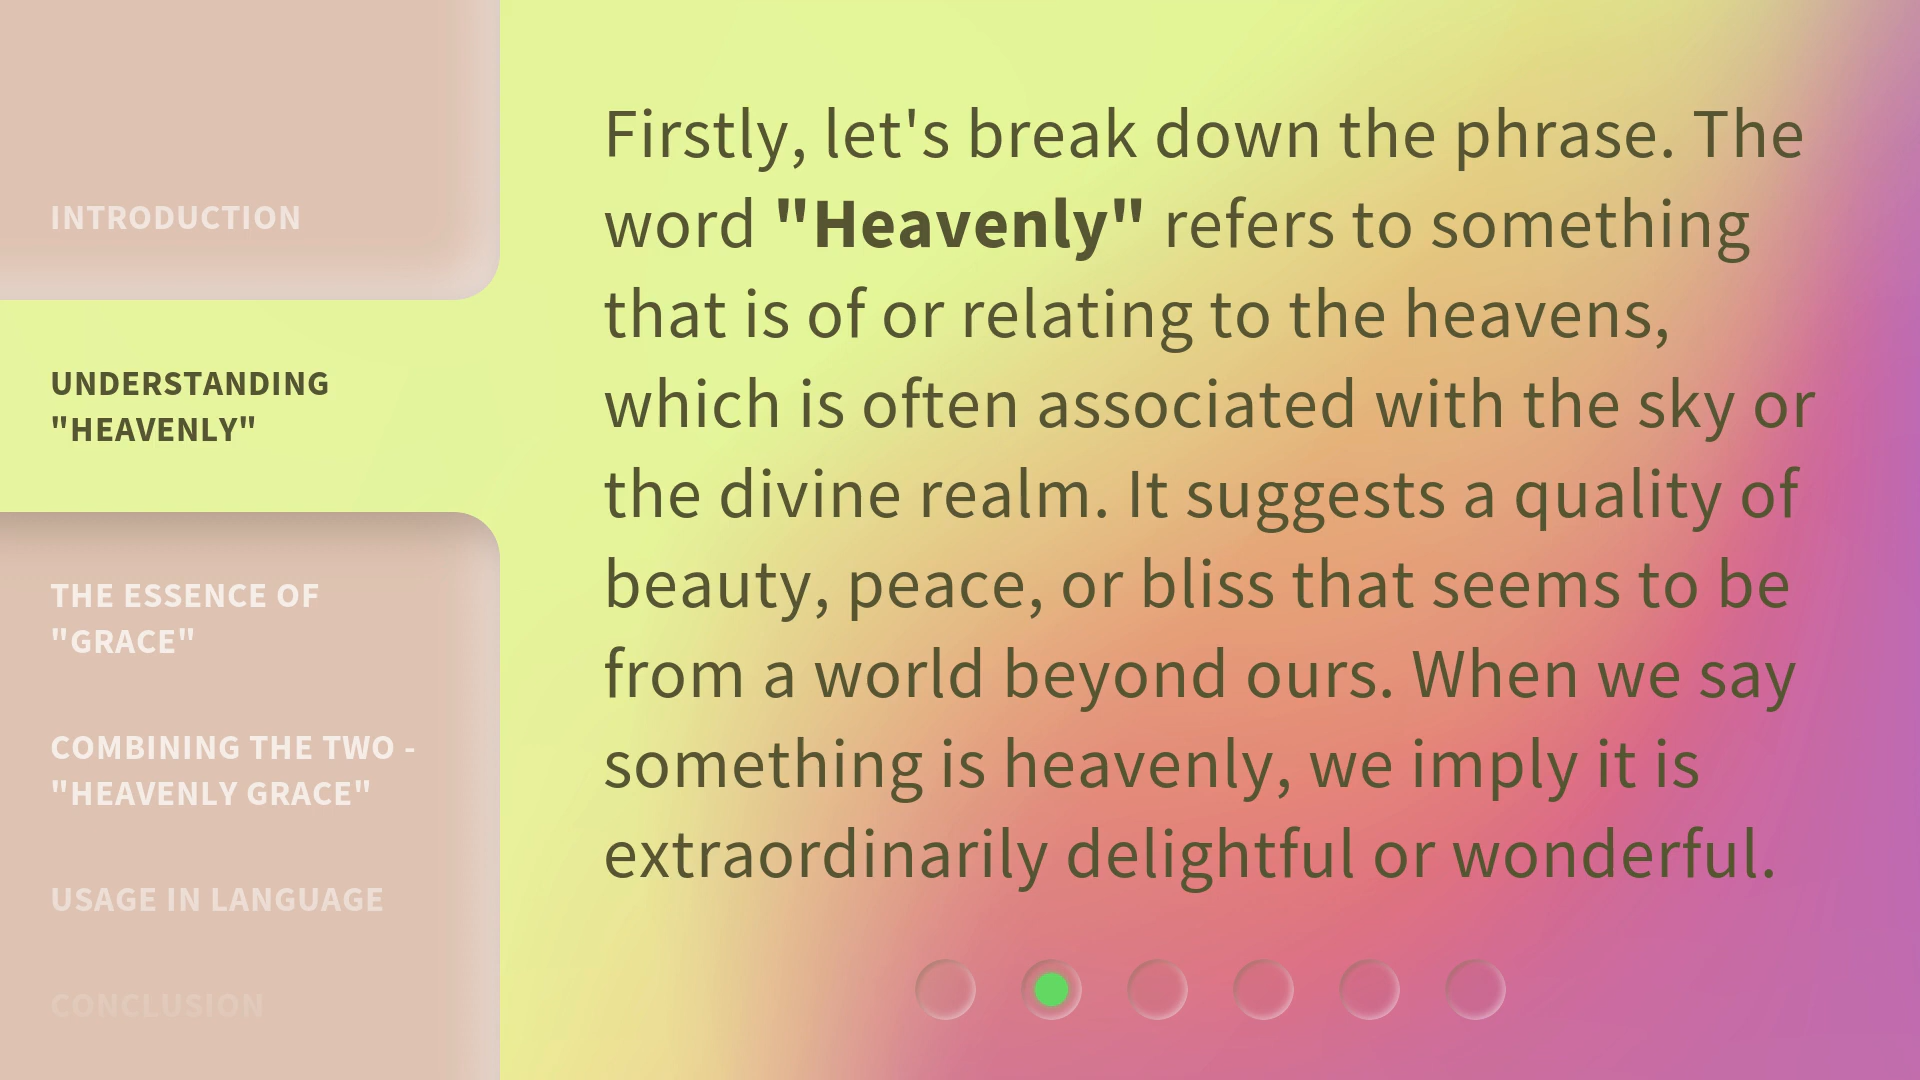 INTRODUCTION
UNDERSTANDING
"HEAVENLY"
THE ESSENCE OF
"GRACE"
COMBINING THE TWO -
"HEAVENLY GRACE"
USAGE IN LANGUAGE
CONCLUSION
Firstly, let's break down the phrase. The
word "Heavenly" refers to something
that is of or relating to the heavens,
which is often associated with the sky or
the divine realm. It suggests a quality of
beauty, peace, or bliss that seems to be
from a world beyond ours. When we say
something is heavenly, we imply it is
extraordinarily delightful or wonderful.